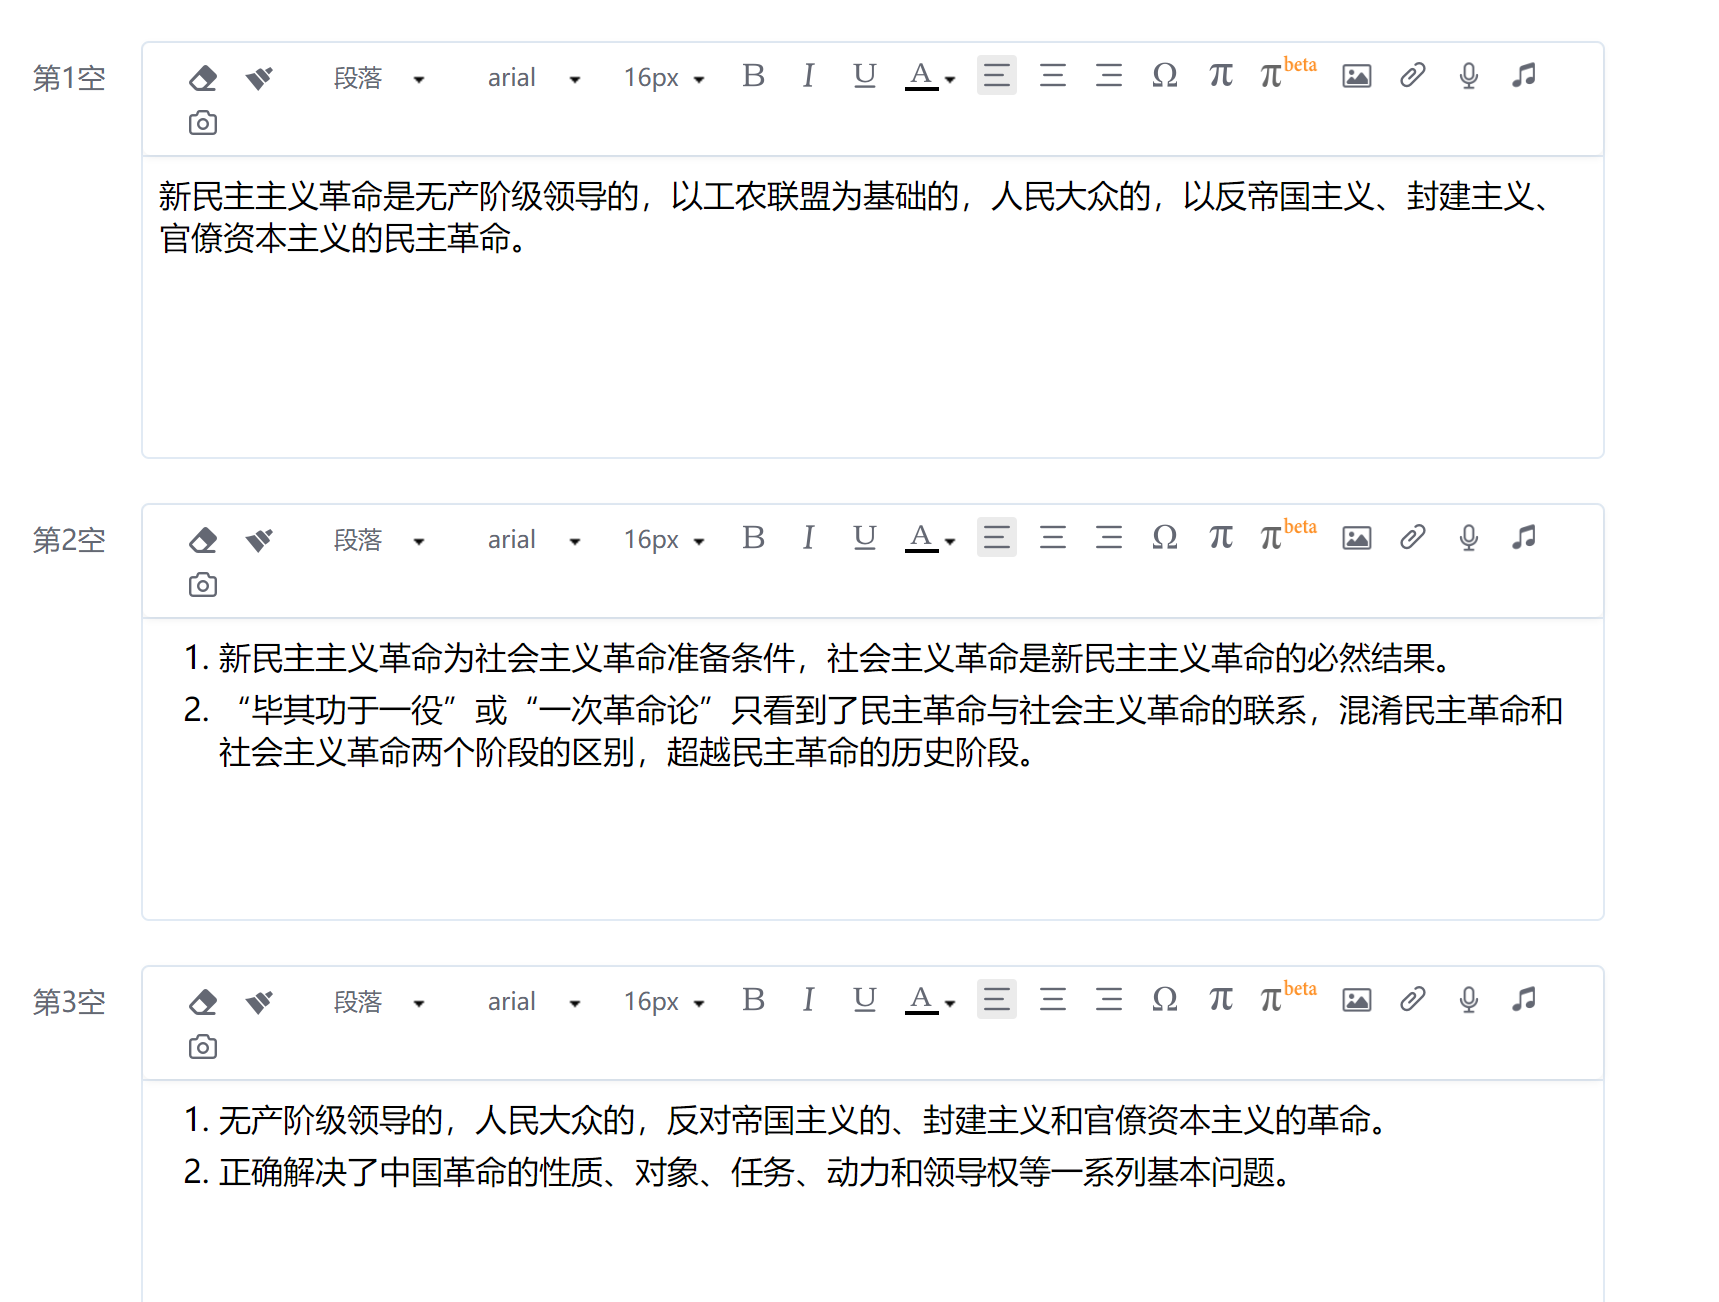 第1空
段落 arial 16px B I U A Ω π π beta
新民主主义革命是无产阶级领导的，以工农联盟为基础的，人民大众的，以反帝国主义、封建主义、
官僚资本主义的民主革命。
第2空
段落 arial 16px B I U A Ω π π beta
1. 新民主主义革命为社会主义革命准备条件，社会主义革命是新民主主义革命的必然结果。
2. “毕其功于一役”或“一次革命论”只看到了民主革命与社会主义革命的联系，混淆民主革命和
社会主义革命两个阶段的区别，超越民主革命的历史阶段。
第3空
段落 arial 16px B I U A Ω π π beta
1. 无产阶级领导的，人民大众的，反对帝国主义的、封建主义和官僚资本主义的革命。
2. 正确解决了中国革命的性质、对象、任务、动力和领导权等一系列基本问题。